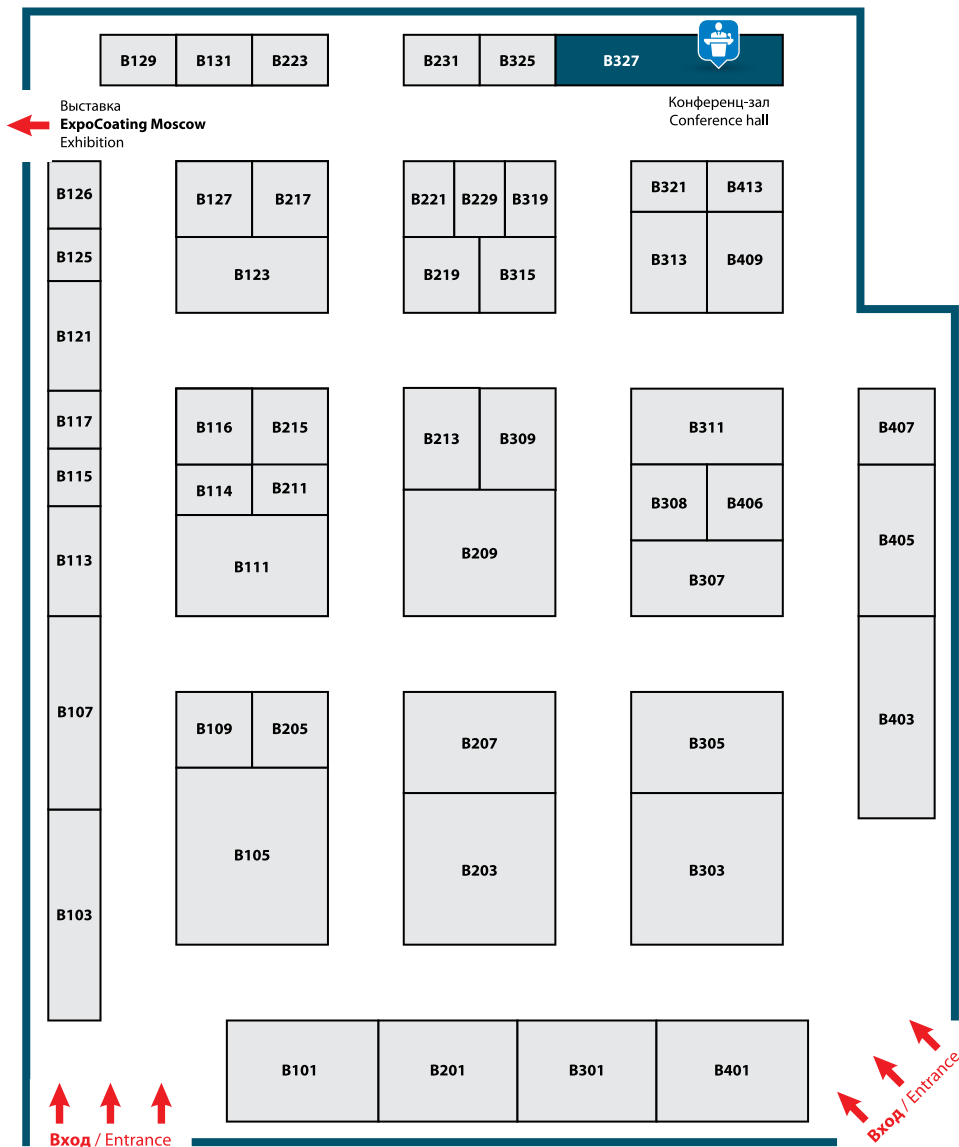 B129 B131 B223 B231 B325 B327
Выставка
ExpoCoating Moscow
Exhibition
Конференц-зал
Conference hall
B126 B127 B217 B221 B229 B319 B321 B413
B125 B123 B219 B315 B313 B409
B121
B117 B116 B215 B213 B309 B311 B407
B115 B114 B211 B308 B406
B113 B111 B209 B307 B405
B107 B109 B205 B207 B305 B403
B103 B105 B203 B303
B101 B201 B301 B401
Вход / Entrance
Вход / Entrance